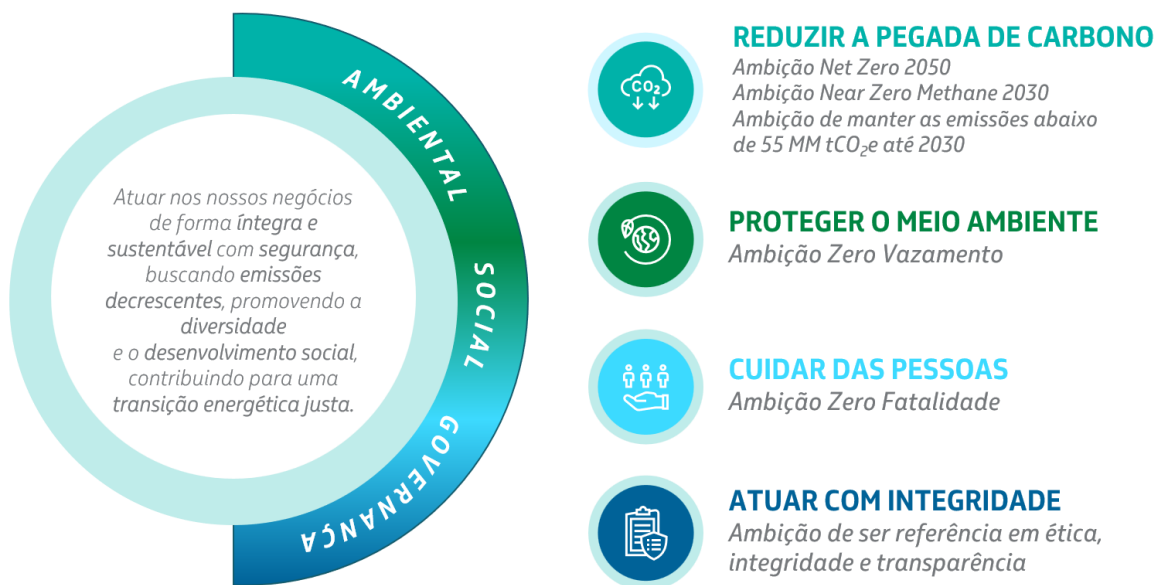 Atuar nos nossos negócios
de forma íntegra e
sustentável com segurança,
buscando emissões
decrescentes, promovendo a
diversidade
e o desenvolvimento social,
contribuindo para uma
transição energética justa.
AMBIENTAL
SOCIAL
GOVERNANÇA
CO₂
REDUZIR A PEGADA DE CARBONO
Ambição Net Zero 2050
Ambição Near Zero Methane 2030
Ambição de manter as emissões abaixo
de 55 MM tCO₂e até 2030
PROTEGER O MEIO AMBIENTE
Ambição Zero Vazamento
CUIDAR DAS PESSOAS
Ambição Zero Fatalidade
ATUAR COM INTEGRIDADE
Ambição de ser referência em ética,
integridade e transparência